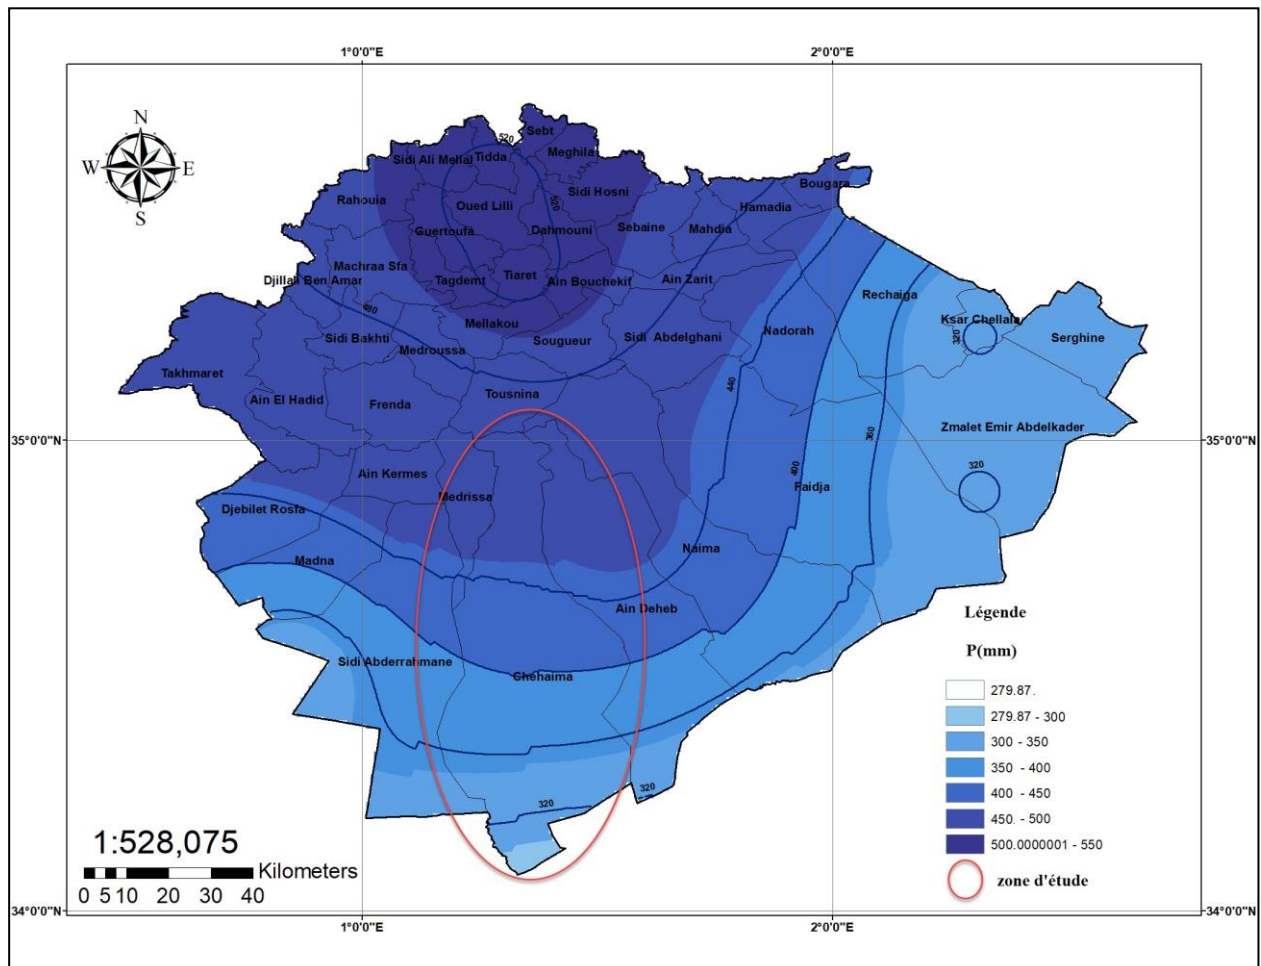 1°0'0"E 2°0'0"E
N
W E
S
520
Sebt
Sidi Ali Mellal Tidda Meghila
Bougara
Rahouia Oued Lilli 520 Sidi Hosni
Hamadia
Guertoufa Dahmouni Sebaine Mahdia
Machraa Sfa
Djillali Ben Amar Tagdemt Tiaret Ain Bouchekif Ain Zarit
Rechaiga
480 Mellakou
Ksar Chellala
320
Sidi Bakhti Medroussa Sougueur Sidi Abdelghani Nadorah Serghine
Takhmaret
Ain El Hadid Frenda Tousnina 440
Zmalet Emir Abdelkader
360
35°0'0"N 35°0'0"N
Ain Kermes 400 320
Medrissa Faidja
Djebilet Rosfa
Madna Naima
Ain Deheb
Sidi Abderrahmane Chehaima
320 320
Légende
P(mm)
279.87.
279.87 - 300
300 - 350
350 - 400
400 - 450
450. - 500
500.0000001 - 550
zone d'étude
1:528,075
Kilometers
0 5 10 20 30 40
34°0'0"N 34°0'0"N
1°0'0"E 2°0'0"E